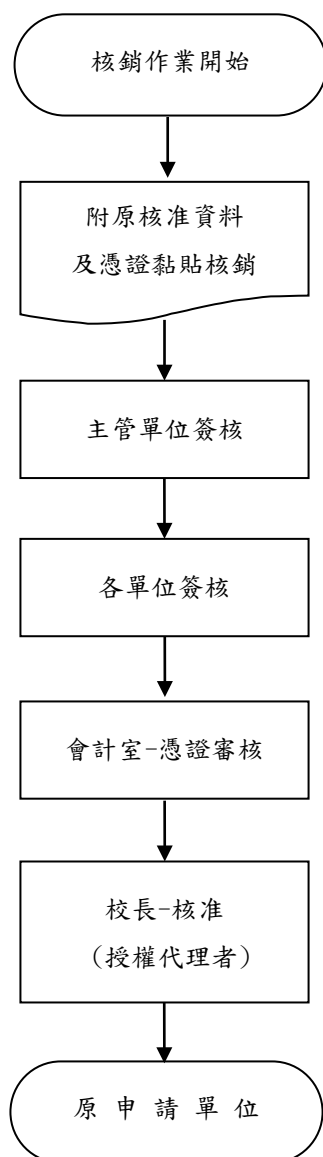 核銷作業開始
附原核准資料
及憑證黏貼核銷
主管單位簽核
各單位簽核
會計室-憑證審核
校長-核准
（授權代理者）
原 申 請 單 位